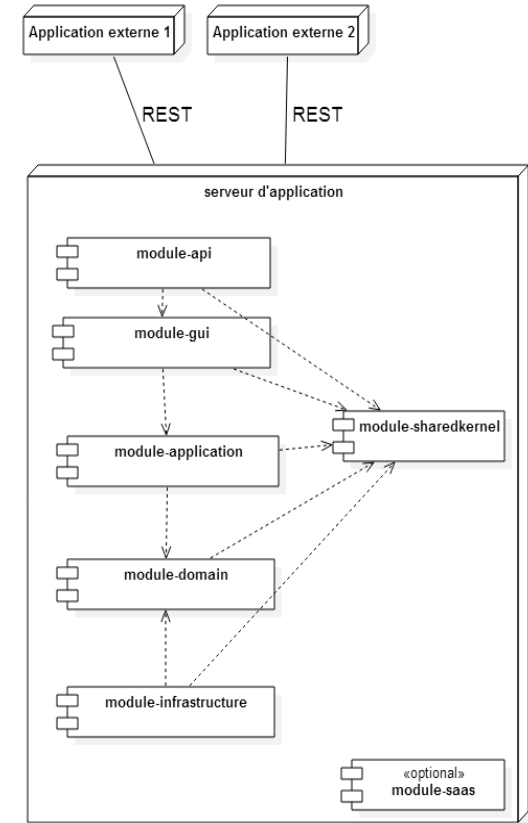 Application externe 1
Application externe 2
REST
REST
serveur d'application
module-api
module-gui
module-sharedkernel
module-application
module-domain
module-infrastructure
«optional»
module-saas